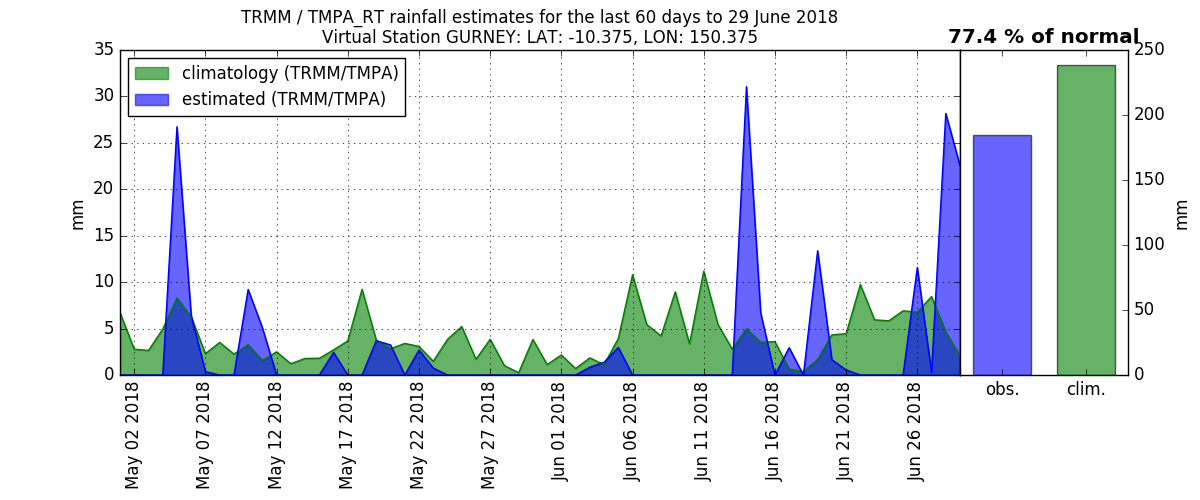 TRMM / TMPA_RT rainfall estimates for the last 60 days to 29 June 2018
Virtual Station GURNEY: LAT: -10.375, LON: 150.375
77.4 % of normal
climatology (TRMM/TMPA)
estimated (TRMM/TMPA)
35
30
25
20
15
10
5
0
mm
May 02 2018
May 07 2018
May 12 2018
May 17 2018
May 22 2018
May 27 2018
Jun 01 2018
Jun 06 2018
Jun 11 2018
Jun 16 2018
Jun 21 2018
Jun 26 2018
obs.
clim.
250
200
150
100
50
0
mm